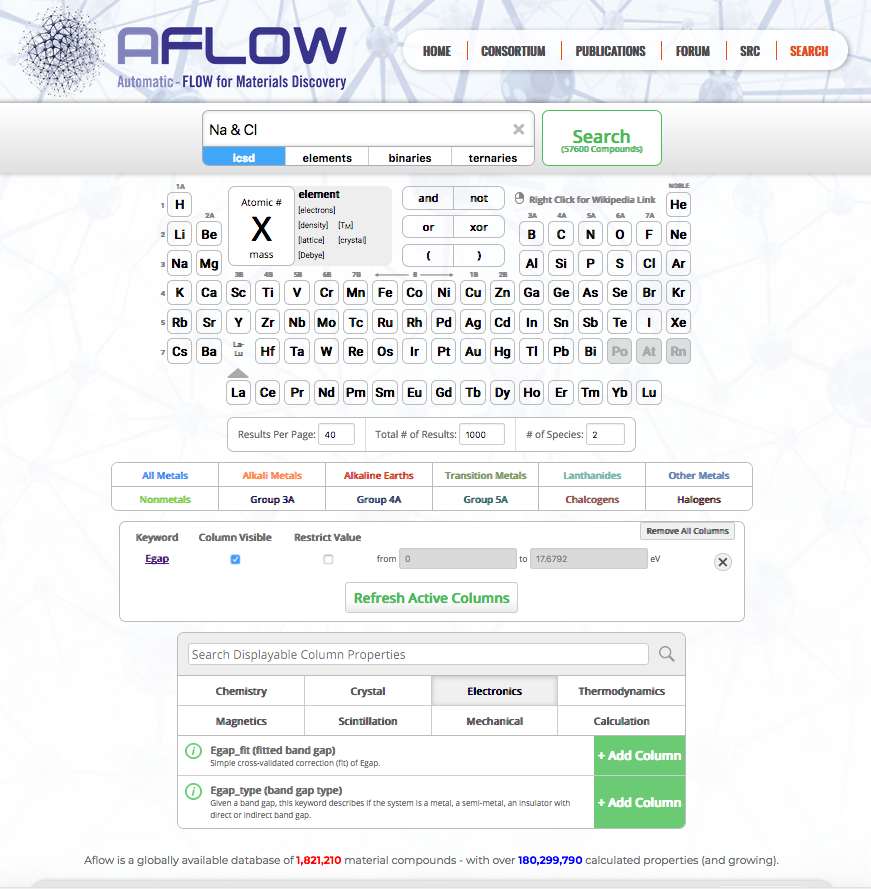 AFLOW
Automatic - FLOW for Materials Discovery
HOME CONSORTIUM PUBLICATIONS FORUM SRC SEARCH
Na & Cl
Search
(57600 Compounds)
icsd elements binaries ternaries
1A
1 H
2A
2 Li Be
3 Na Mg
Atomic #
X
mass
element
[electrons]
[density] [TM]
[lattice] [crystal]
[Debye]
and not
or xor
( )
Right Click for Wikipedia Link
NOBLE
He
3A 4A 5A 6A 7A
B C N O F Ne
Al Si P S Cl Ar
3B 4B 5B 6B 7B 8 1B 2B
4 K Ca Sc Ti V Cr Mn Fe Co Ni Cu Zn Ga Ge As Se Br Kr
5 Rb Sr Y Zr Nb Mo Tc Ru Rh Pd Ag Cd In Sn Sb Te I Xe
7 Cs Ba La-Lu Hf Ta W Re Os Ir Pt Au Hg Tl Pb Bi Po At Rn
La Ce Pr Nd Pm Sm Eu Gd Tb Dy Ho Er Tm Yb Lu
Results Per Page: 40 Total # of Results: 1000 # of Species: 2
All Metals Alkali Metals Alkaline Earths Transition Metals Lanthanides Other Metals
Nonmetals Group 3A Group 4A Group 5A Chalcogens Halogens
Remove All Columns
Keyword Column Visible Restrict Value
Egap from 0 to 17.6792 eV
Refresh Active Columns
Search Displayable Column Properties
Chemistry Crystal Electronics Thermodynamics
Magnetics Scintillation Mechanical Calculation
Egap_fit (fitted band gap)
Simple cross-validated correction (fit) of Egap.
+ Add Column
Egap_type (band gap type)
Given a band gap, this keyword describes if the system is a metal, a semi-metal, an insulator with
direct or indirect band gap.
+ Add Column
Aflow is a globally available database of 1,821,210 material compounds - with over 180,299,790 calculated properties (and growing).